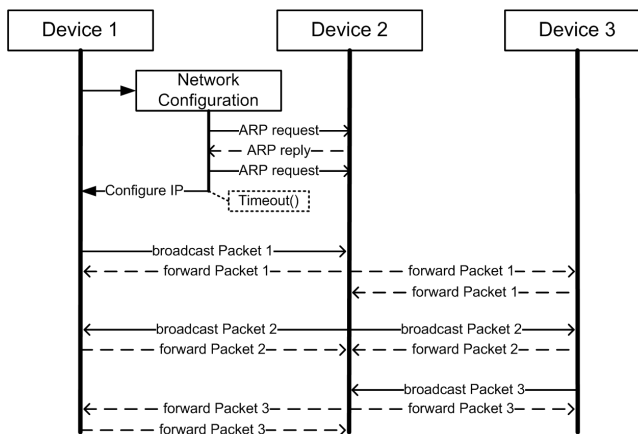 Device 1
Device 2
Device 3
Network
Configuration
ARP request
ARP reply
ARP request
Configure IP
Timeout()
broadcast Packet 1
forward Packet 1
forward Packet 1
forward Packet 1
broadcast Packet 2
broadcast Packet 2
forward Packet 2
forward Packet 2
broadcast Packet 3
forward Packet 3
forward Packet 3
forward Packet 3